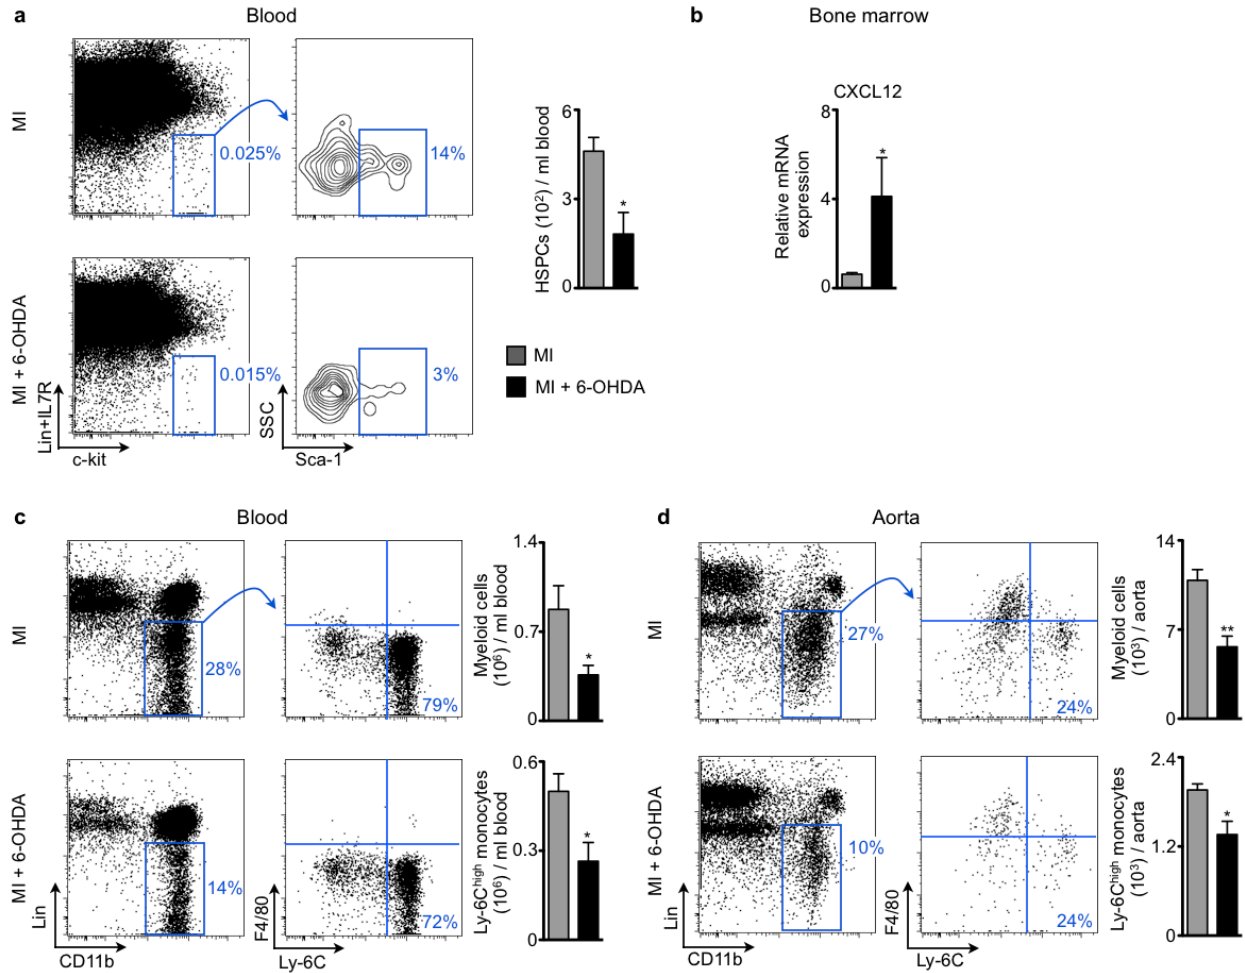 a
Blood
b
Bone marrow
MI
0.025%
14%
6
3
0
HSPCs (10²) / ml blood
*
CXCL12
8
4
0
Relative mRNA
expression
*
MI + 6-OHDA
0.015%
3%
Lin+IL7R
c-kit
SSC
Sca-1
MI
MI + 6-OHDA
c
Blood
d
Aorta
MI
28%
79%
1.4
0.7
0
Myeloid cells
(10⁶) / ml blood
*
MI
27%
24%
14
7
0
Myeloid cells
(10³) / aorta
**
MI + 6-OHDA
14%
72%
Lin
CD11b
F4/80
Ly-6C
0.6
0.3
0
Ly-6Cʰⁱᵍʰ monocytes
(10⁶) / ml blood
*
MI + 6-OHDA
10%
24%
Lin
CD11b
F4/80
Ly-6C
2.4
1.2
0
Ly-6Cʰⁱᵍʰ monocytes
(10³) / aorta
*